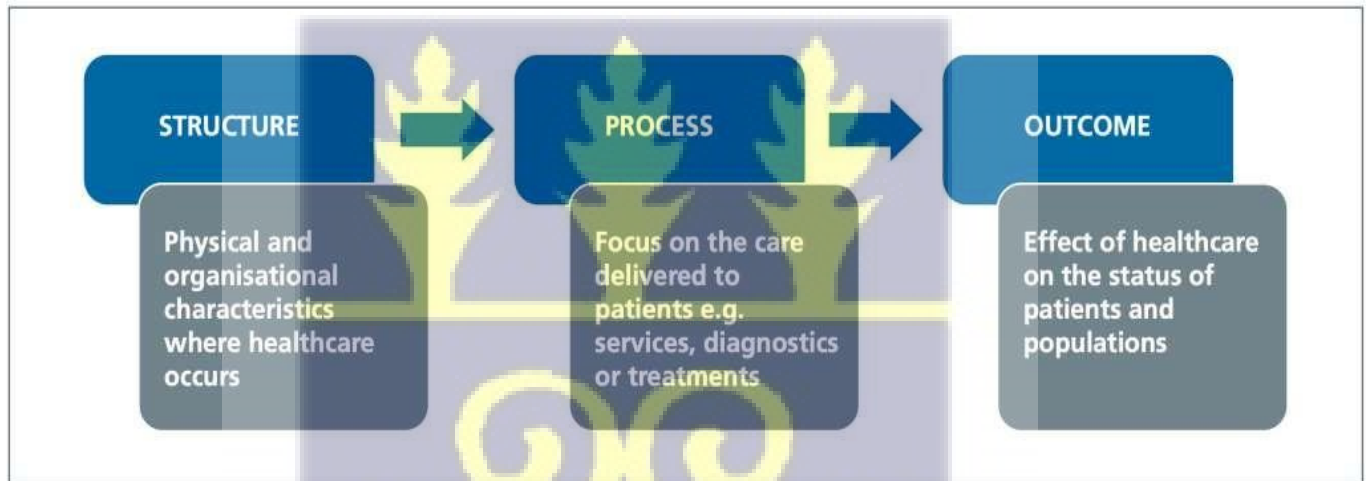 STRUCTURE
Physical and
organisational
characteristics
where healthcare
occurs
PROCESS
Focus on the care
delivered to
patients e.g.
services, diagnostics
or treatments
OUTCOME
Effect of healthcare
on the status of
patients and
populations